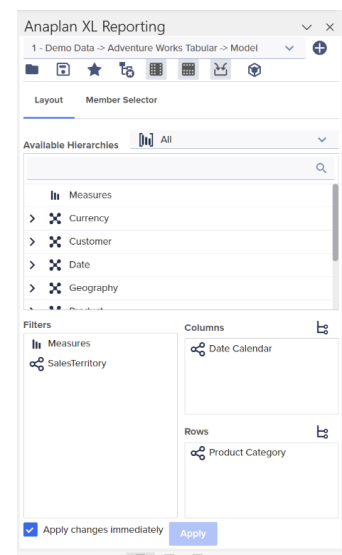 Anaplan XL Reporting
1 - Demo Data -> Adventure Works Tabular -> Model
Layout Member Selector
Available Hierarchies All
Measures
Currency
Customer
Date
Geography
Product
Filters
Measures
SalesTerritory
Columns
Date Calendar
Rows
Product Category
Apply changes immediately Apply